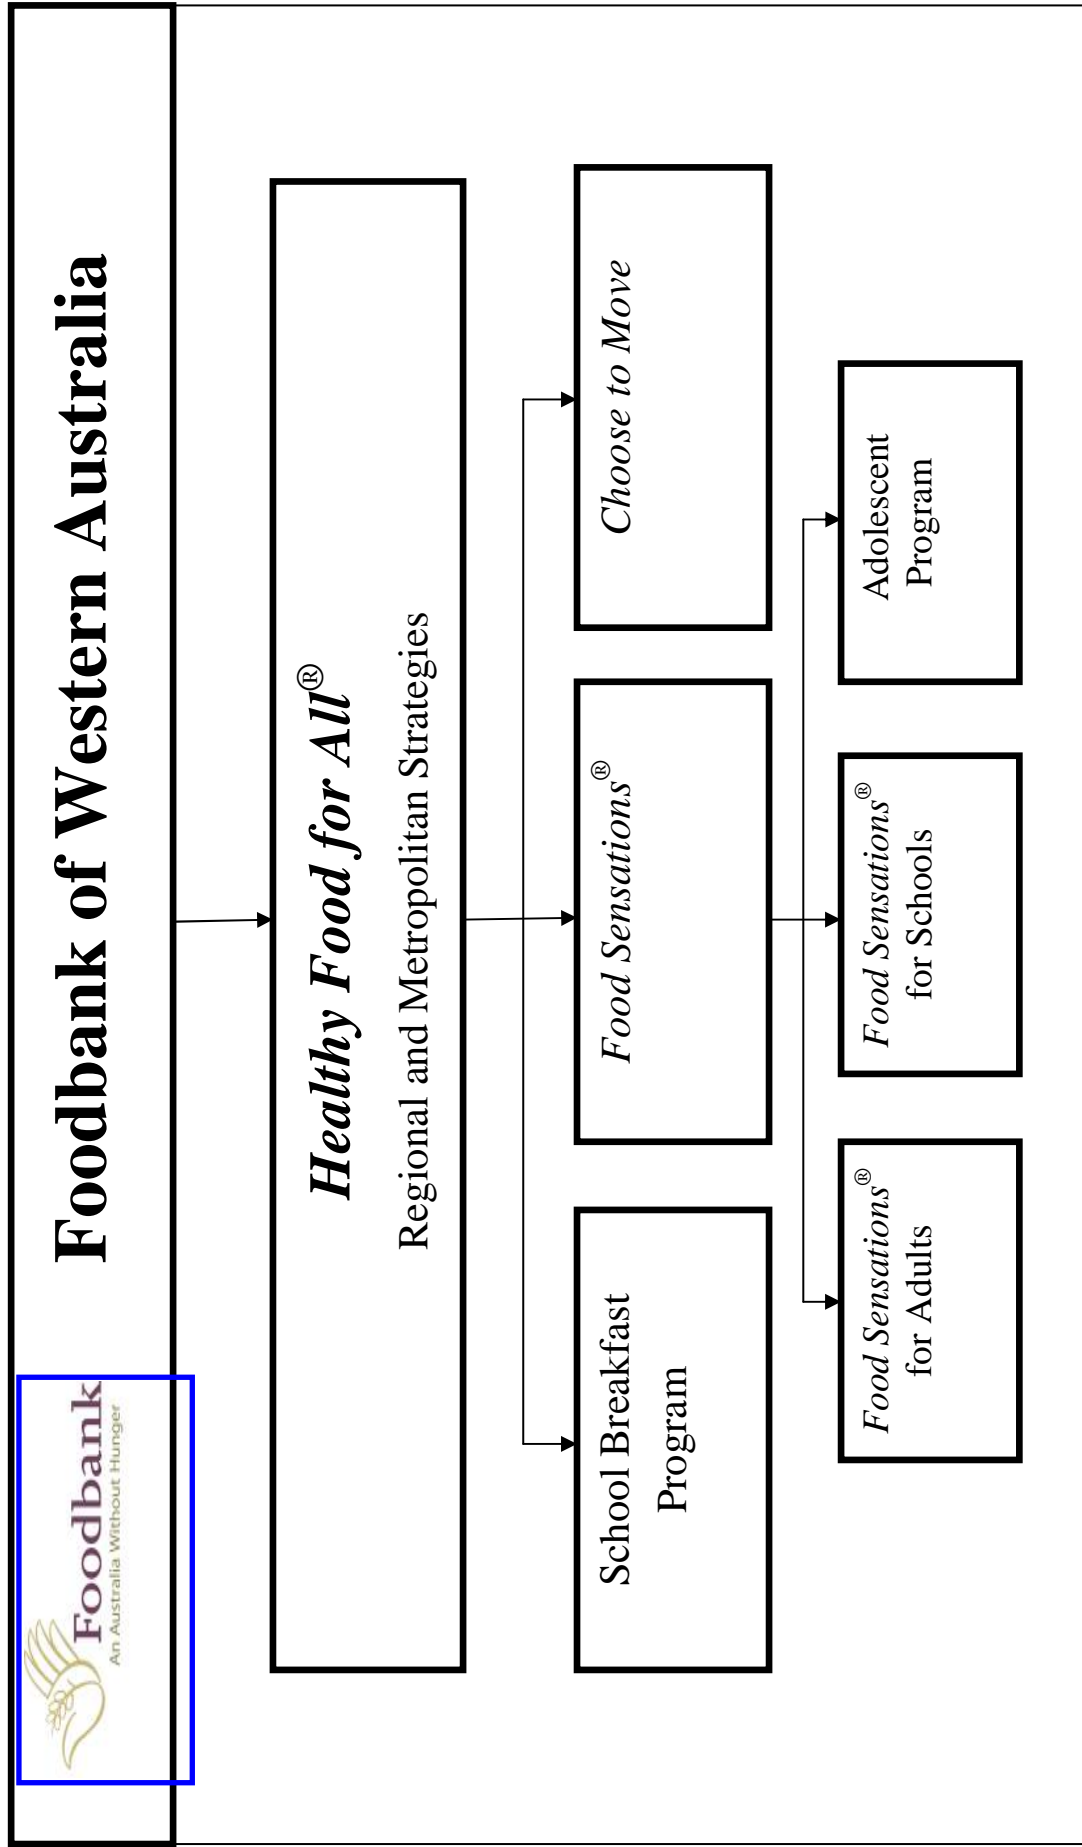 Foodbank
An Australia Without Hunger
Foodbank of Western Australia
Healthy Food for All®
Regional and Metropolitan Strategies
School Breakfast
Program
Food Sensations®
Choose to Move
Food Sensations®
for Adults
Food Sensations®
for Schools
Adolescent
Program